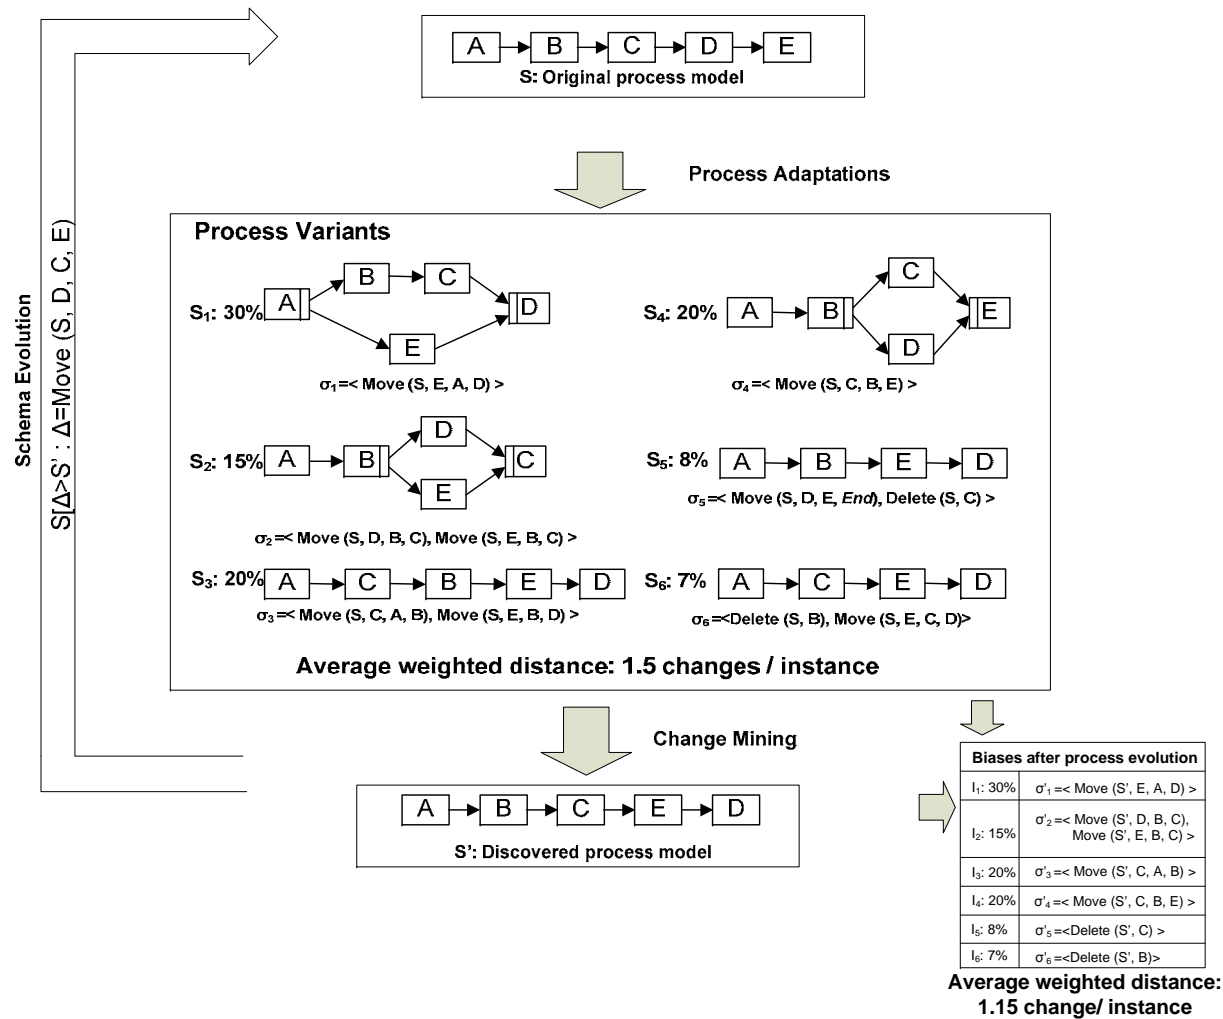 A B C D E
S: Original process model
Process Adaptations
Schema Evolution
S[Δ>S' : Δ=Move (S, D, C, E)
Process Variants
S₁: 30%
A B C E D
σ₁=< Move (S, E, A, D) >
S₄: 20%
A B C D E
σ₄=< Move (S, C, B, E) >
S₂: 15%
A B D E C
σ₂=< Move (S, D, B, C), Move (S, E, B, C) >
S₅: 8%
A B E D
σ₅=< Move (S, D, E, End), Delete (S, C) >
S₃: 20%
A C B E D
σ₃=< Move (S, C, A, B), Move (S, E, B, D) >
S₆: 7%
A C E D
σ₆=<Delete (S, B), Move (S, E, C, D)>
Average weighted distance: 1.5 changes / instance
Change Mining
A B C E D
S': Discovered process model
Biases after process evolution
I₁: 30% σ'₁=< Move (S', E, A, D) >
I₂: 15% σ'₂=< Move (S', D, B, C),
Move (S', E, B, C) >
I₃: 20% σ'₃=< Move (S', C, A, B) >
I₄: 20% σ'₄=< Move (S', C, B, E) >
I₅: 8% σ'₅=<Delete (S', C) >
I₆: 7% σ'₆=<Delete (S', B)>
Average weighted distance:
1.15 change/ instance